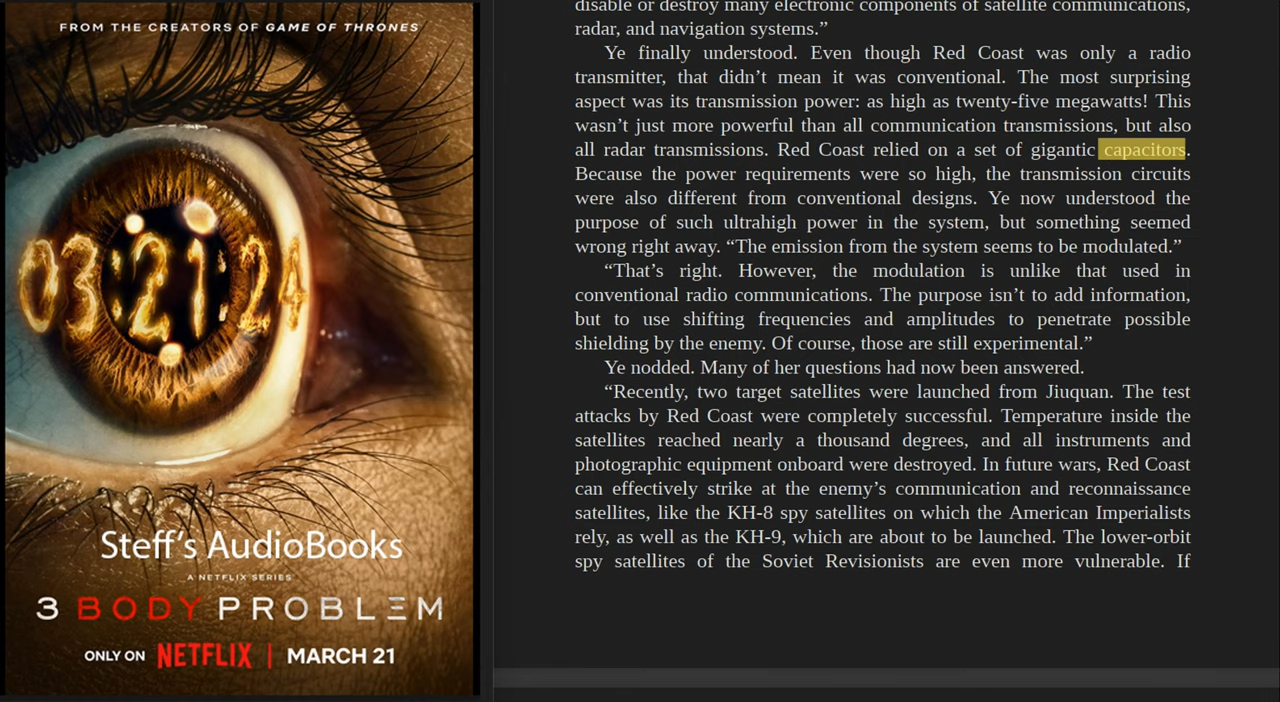 FROM THE CREATORS OF GAME OF THRONES
03:21:24
Steff's AudioBooks
A NETFLIX SERIES
3 BODY PROBLEM
ONLY ON NETFLIX | MARCH 21
disable or destroy many electronic components of satellite communications,
radar, and navigation systems.”
Ye finally understood. Even though Red Coast was only a radio
transmitter, that didn’t mean it was conventional. The most surprising
aspect was its transmission power: as high as twenty-five megawatts! This
wasn’t just more powerful than all communication transmissions, but also
all radar transmissions. Red Coast relied on a set of gigantic capacitors.
Because the power requirements were so high, the transmission circuits
were also different from conventional designs. Ye now understood the
purpose of such ultrahigh power in the system, but something seemed
wrong right away. “The emission from the system seems to be modulated.”
“That’s right. However, the modulation is unlike that used in
conventional radio communications. The purpose isn’t to add information,
but to use shifting frequencies and amplitudes to penetrate possible
shielding by the enemy. Of course, those are still experimental.”
Ye nodded. Many of her questions had now been answered.
“Recently, two target satellites were launched from Jiuquan. The test
attacks by Red Coast were completely successful. Temperature inside the
satellites reached nearly a thousand degrees, and all instruments and
photographic equipment onboard were destroyed. In future wars, Red Coast
can effectively strike at the enemy’s communication and reconnaissance
satellites, like the KH-8 spy satellites on which the American Imperialists
rely, as well as the KH-9, which are about to be launched. The lower-orbit
spy satellites of the Soviet Revisionists are even more vulnerable. If